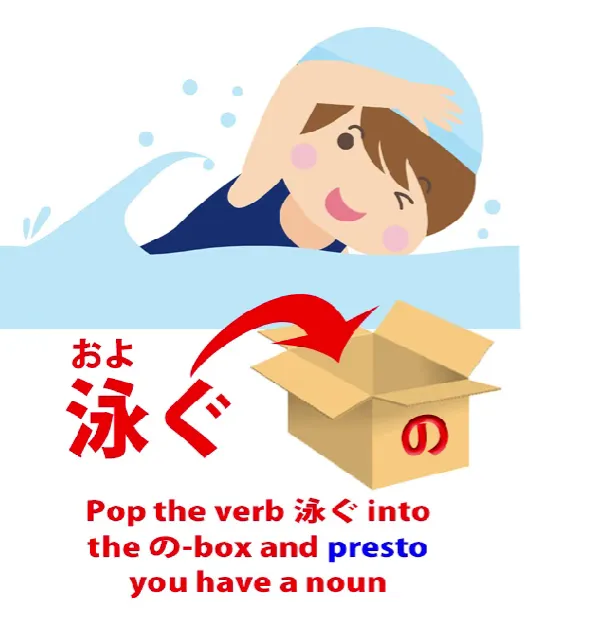 およ
泳ぐ
の
Pop the verb 泳ぐ into
the の-box and presto
you have a noun